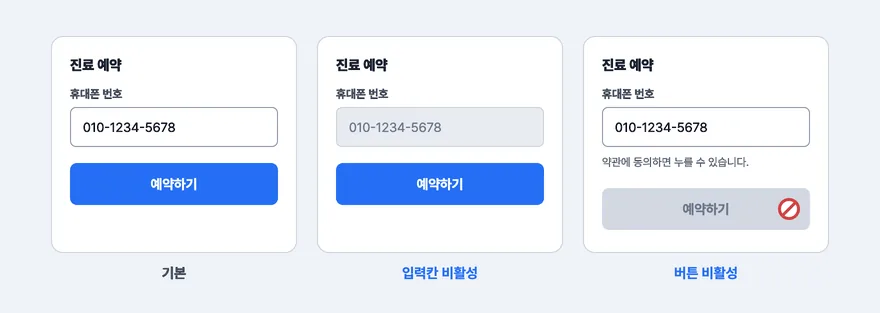 진료 예약
휴대폰 번호
010-1234-5678
예약하기
기본
진료 예약
휴대폰 번호
010-1234-5678
예약하기
입력칸 비활성
진료 예약
휴대폰 번호
010-1234-5678
약관에 동의하면 누를 수 있습니다.
예약하기
버튼 비활성